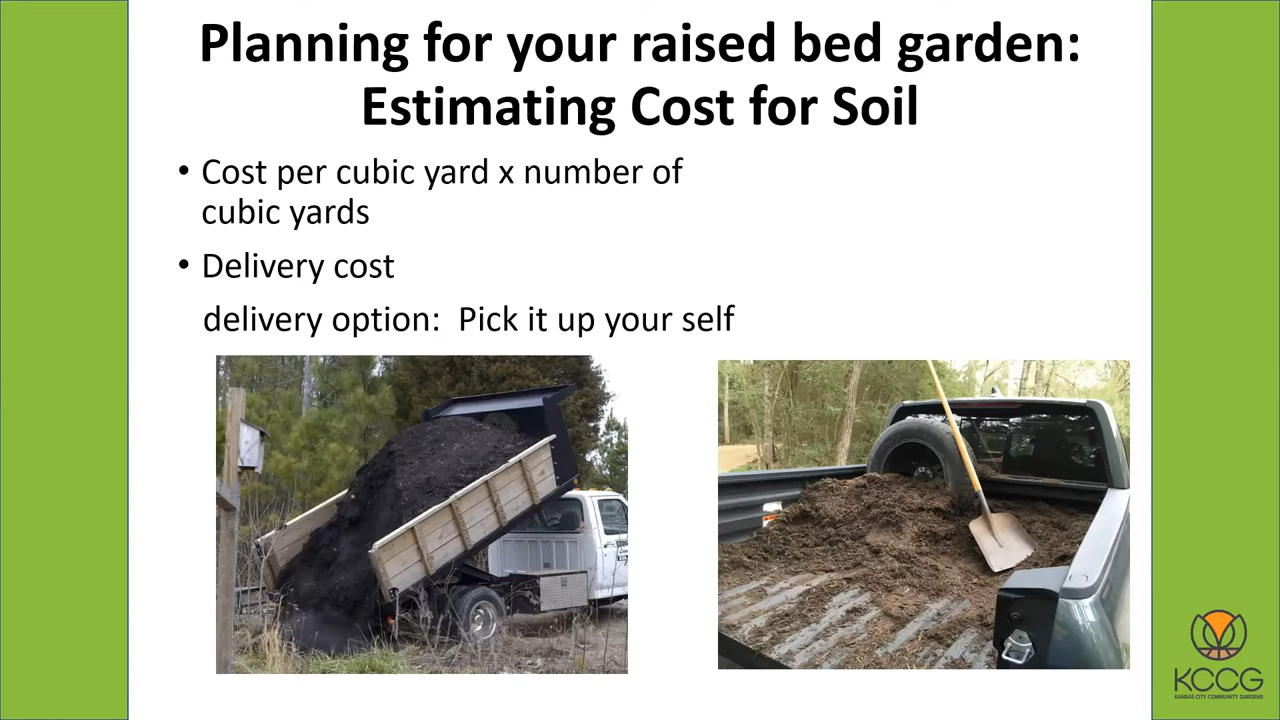 Planning for your raised bed garden:
Estimating Cost for Soil
• Cost per cubic yard x number of
cubic yards
• Delivery cost
delivery option:  Pick it up your self
KCCG
KANSAS CITY COMMUNITY GARDENS